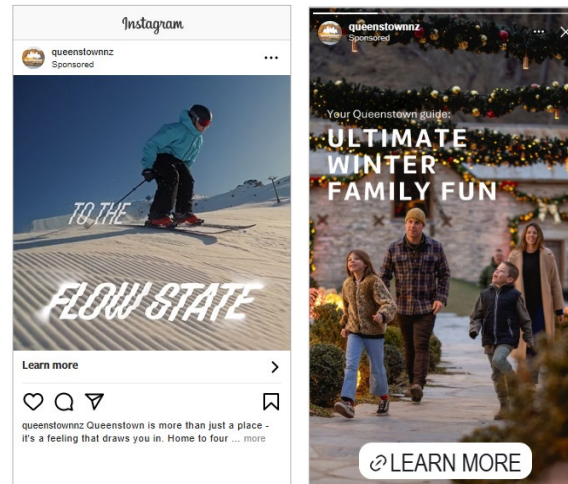 Instagram
queenstownnz
Sponsored
TO THE
FLOW STATE
Learn more
queenstownnz Queenstown is more than just a place -
it's a feeling that draws you in. Home to four ... more
queenstownnz
Sponsored
Your Queenstown guide:
ULTIMATE
WINTER
FAMILY FUN
LEARN MORE